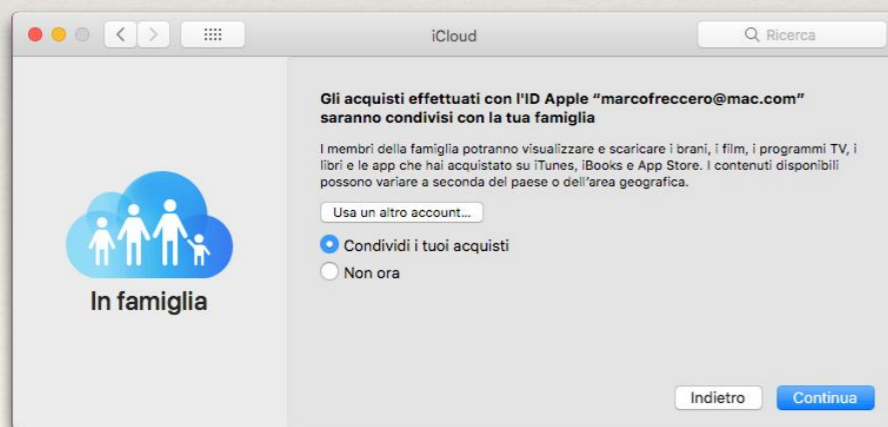 iCloud
Ricerca
Gli acquisti effettuati con l'ID Apple “marcofreccero@mac.com”
saranno condivisi con la tua famiglia
I membri della famiglia potranno visualizzare e scaricare i brani, i film, i programmi TV, i
libri e le app che hai acquistato su iTunes, iBooks e App Store. I contenuti disponibili
possono variare a seconda del paese o dell'area geografica.
Usa un altro account...
Condividi i tuoi acquisti
Non ora
In famiglia
Indietro
Continua